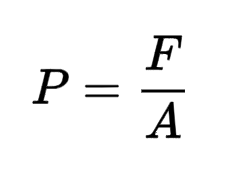 P = F/A